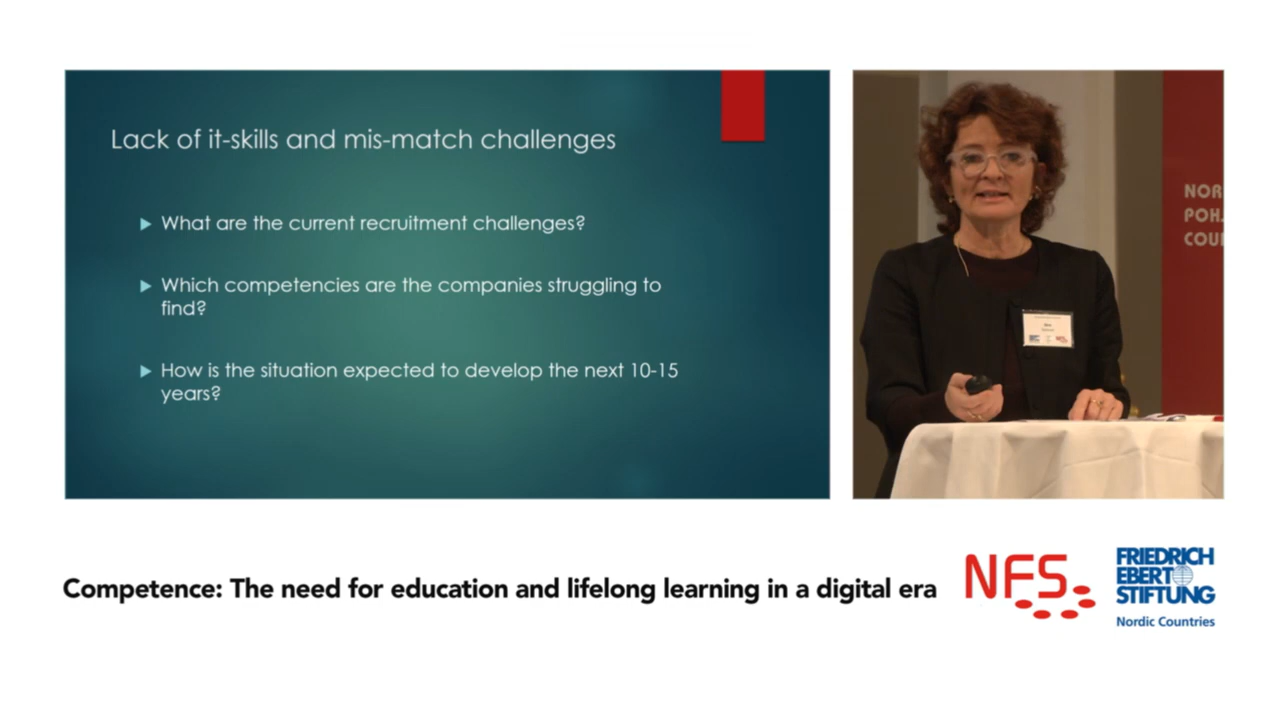 Lack of it-skills and mis-match challenges
What are the current recruitment challenges?
Which competencies are the companies struggling to
find?
How is the situation expected to develop the next 10-15
years?
NOR
POHJ
COU
Competence: The need for education and lifelong learning in a digital era
NFS
FRIEDRICH
EBERT
STIFTUNG
Nordic Countries